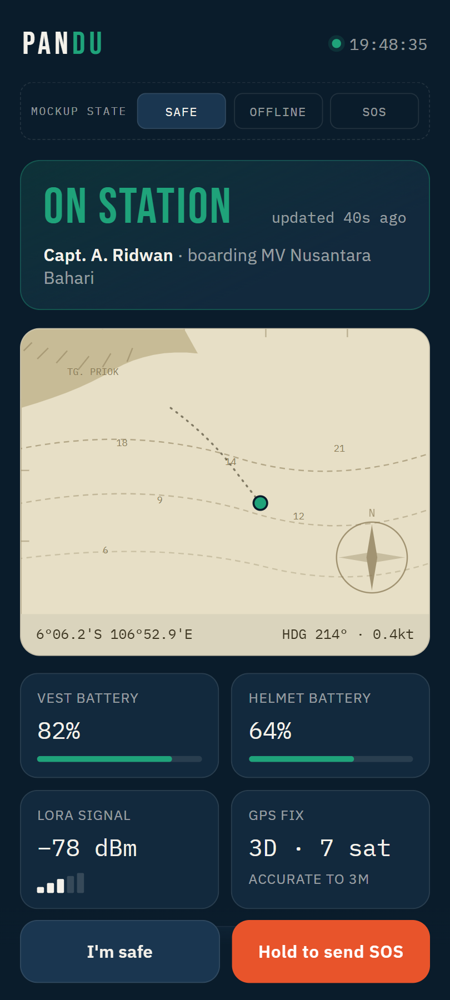 PANDU
19:48:35
MOCKUP STATE SAFE OFFLINE SOS
ON STATION
updated 40s ago
Capt. A. Ridwan · boarding MV Nusantara
Bahari
TG. PRIOK
18
21
14
9
12
N
6
6°06.2'S 106°52.9'E
HDG 214° · 0.4kt
VEST BATTERY
82%
HELMET BATTERY
64%
LORA SIGNAL
−78 dBm
GPS FIX
3D · 7 sat
ACCURATE TO 3M
I'm safe
Hold to send SOS